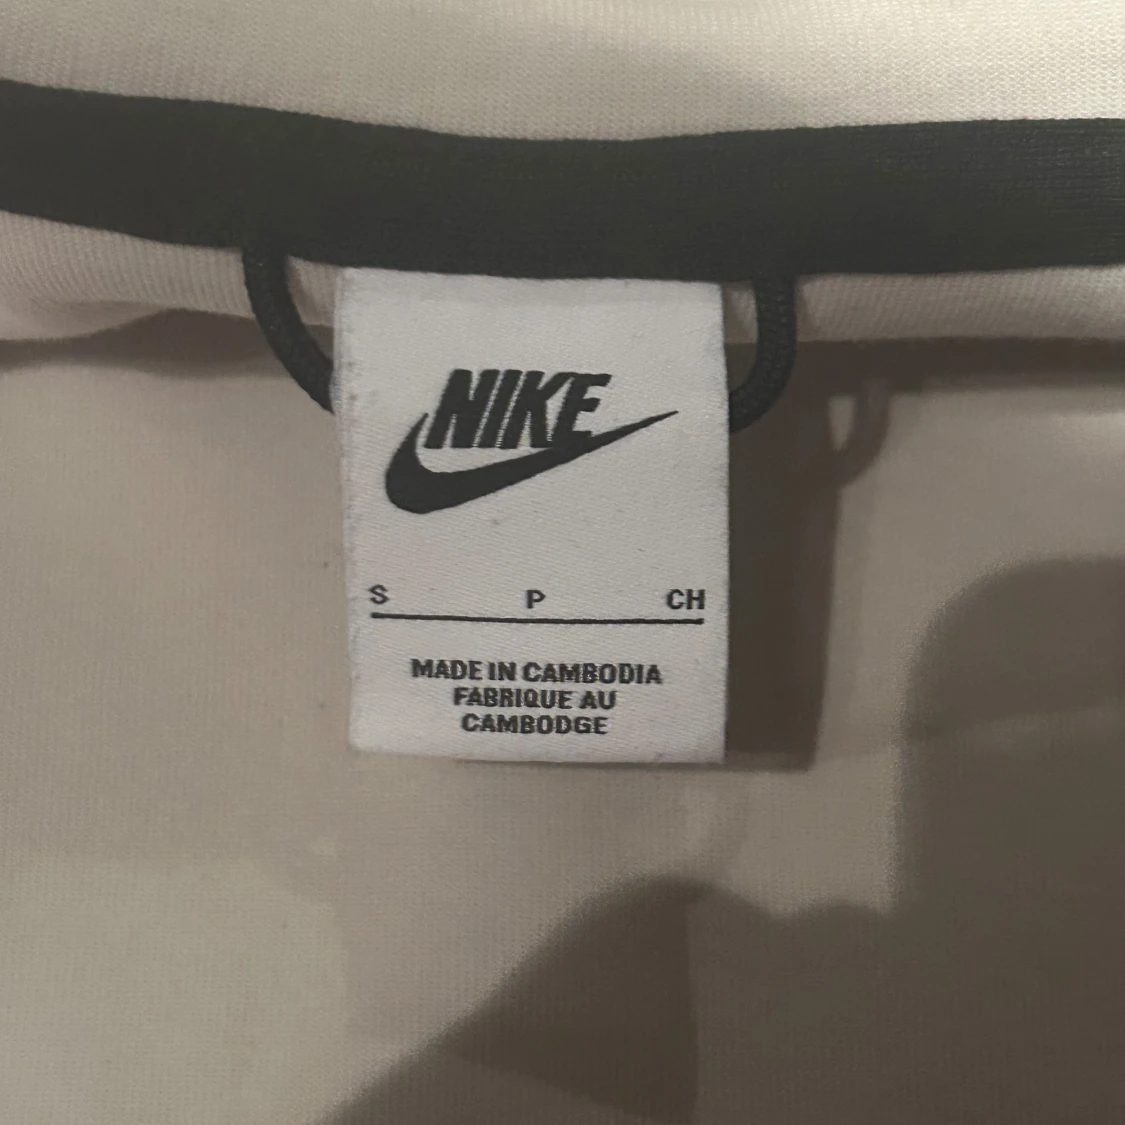 NIKE
S P CH
MADE IN CAMBODIA
FABRIQUE AU
CAMBODGE